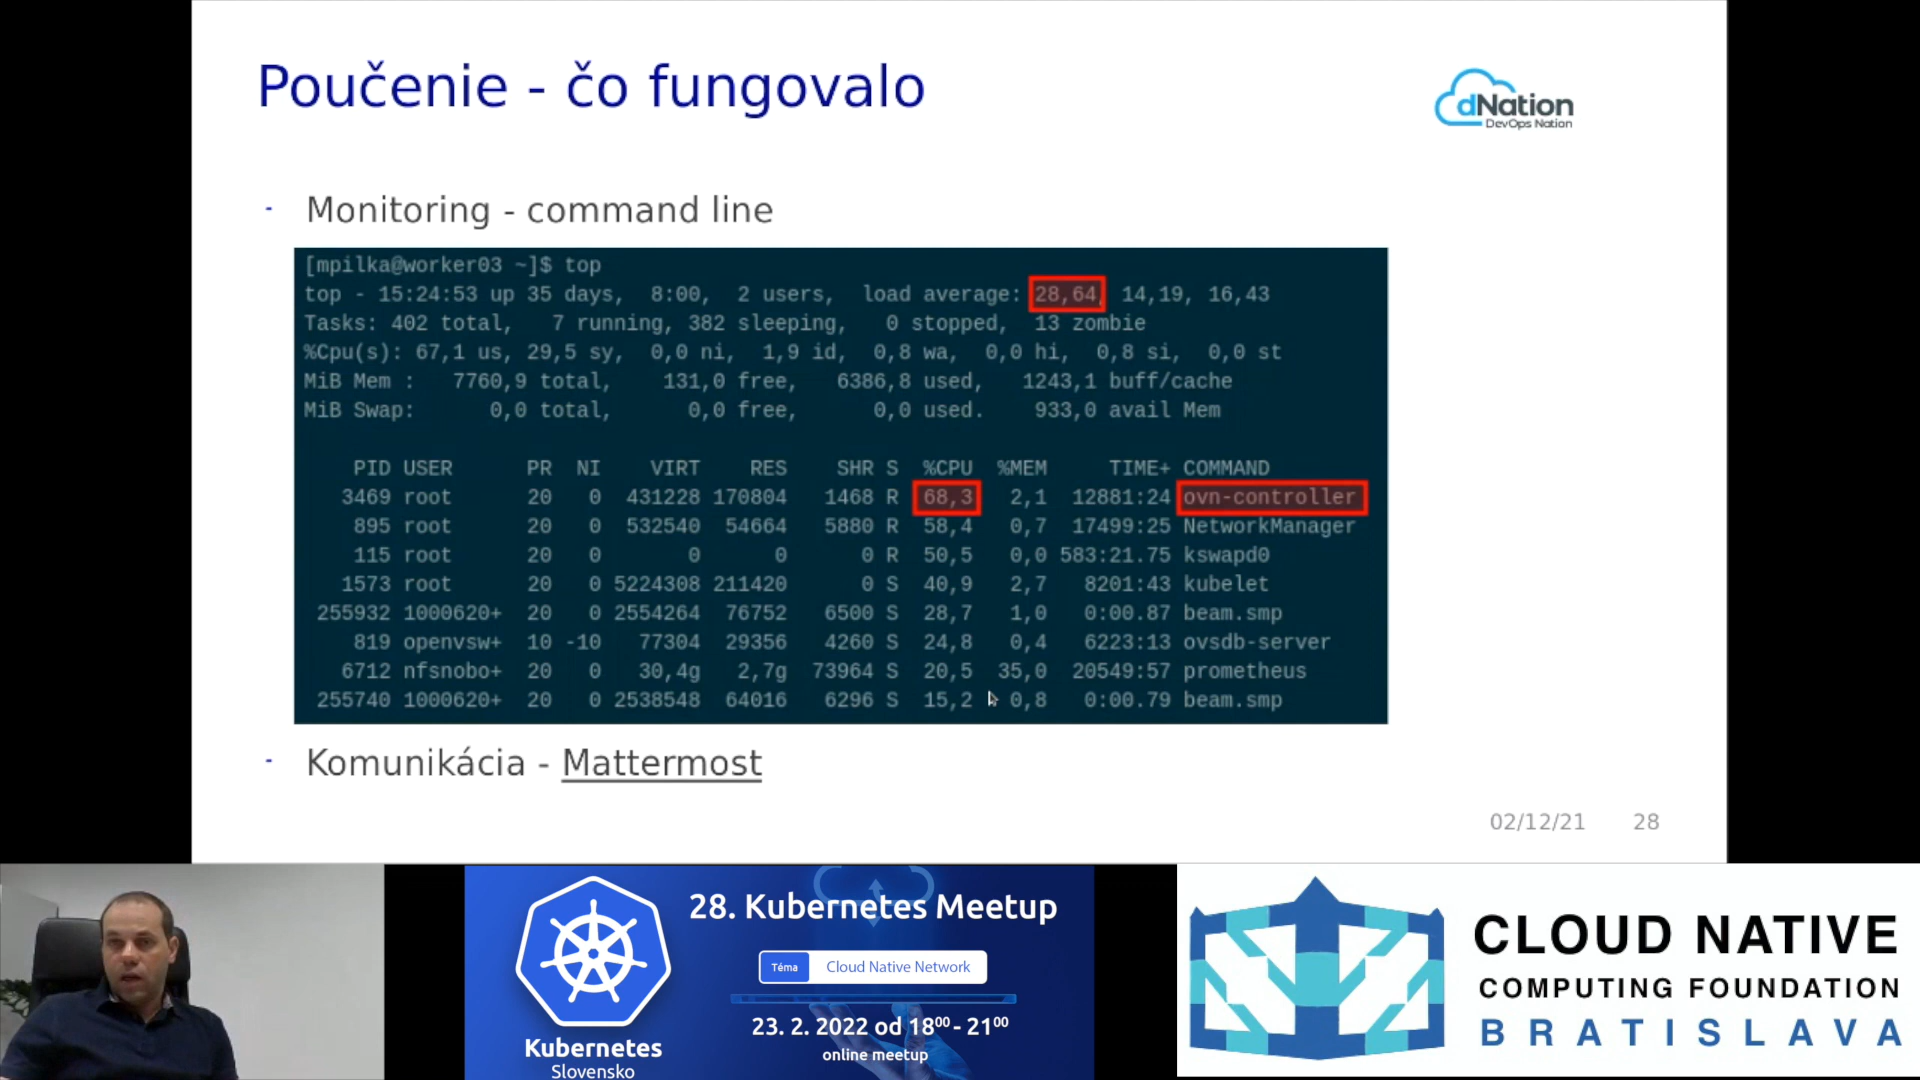 Poučenie - čo fungovalo
dNation
DevOps Nation
- Monitoring - command line
[mpilka@worker03 ~]$ top
top - 15:24:53 up 35 days,  8:00,  2 users,  load average: 28,64, 14,19, 16,43
Tasks: 402 total,   7 running, 382 sleeping,   0 stopped,  13 zombie
%Cpu(s): 67,1 us, 29,5 sy,  0,0 ni,  1,9 id,  0,8 wa,  0,0 hi,  0,8 si,  0,0 st
MiB Mem :   7760,9 total,    131,0 free,   6386,8 used,   1243,1 buff/cache
MiB Swap:      0,0 total,      0,0 free,      0,0 used.    933,0 avail Mem
PID USER      PR  NI    VIRT    RES    SHR S  %CPU  %MEM     TIME+ COMMAND
3469 root      20   0  431228 170804   1468 R  68,3   2,1  12881:24 ovn-controller
895 root      20   0  532540  54664   5880 R  58,4   0,7  17499:25 NetworkManager
115 root      20   0       0      0      0 R  50,5   0,0 583:21.75 kswapd0
1573 root      20   0 5224308 211420      0 S  40,9   2,7   8201:43 kubelet
255932 1000620+  20   0 2554264  76752   6500 S  28,7   1,0   0:00.87 beam.smp
819 openvsw+  10 -10   77304  29356   4260 S  24,8   0,4   6223:13 ovsdb-server
6712 nfsnobo+  20   0   30,4g   2,7g  73964 S  20,5  35,0  20549:57 prometheus
255740 1000620+  20   0 2538548  64016   6296 S  15,2   0,8   0:00.79 beam.smp
- Komunikácia - Mattermost
02/12/21 28
28. Kubernetes Meetup
Téma Cloud Native Network
23. 2. 2022 od 18⁰⁰ - 21⁰⁰
online meetup
Kubernetes
Slovensko
CLOUD NATIVE
COMPUTING FOUNDATION
BRATISLAVA